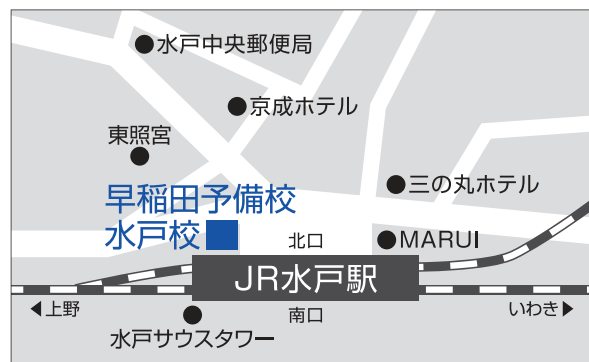 水戸中央郵便局
京成ホテル
東照宮
三の丸ホテル
早稲田予備校
水戸校
北口
MARUI
JR水戸駅
上野
南口
いわき
水戸サウスタワー